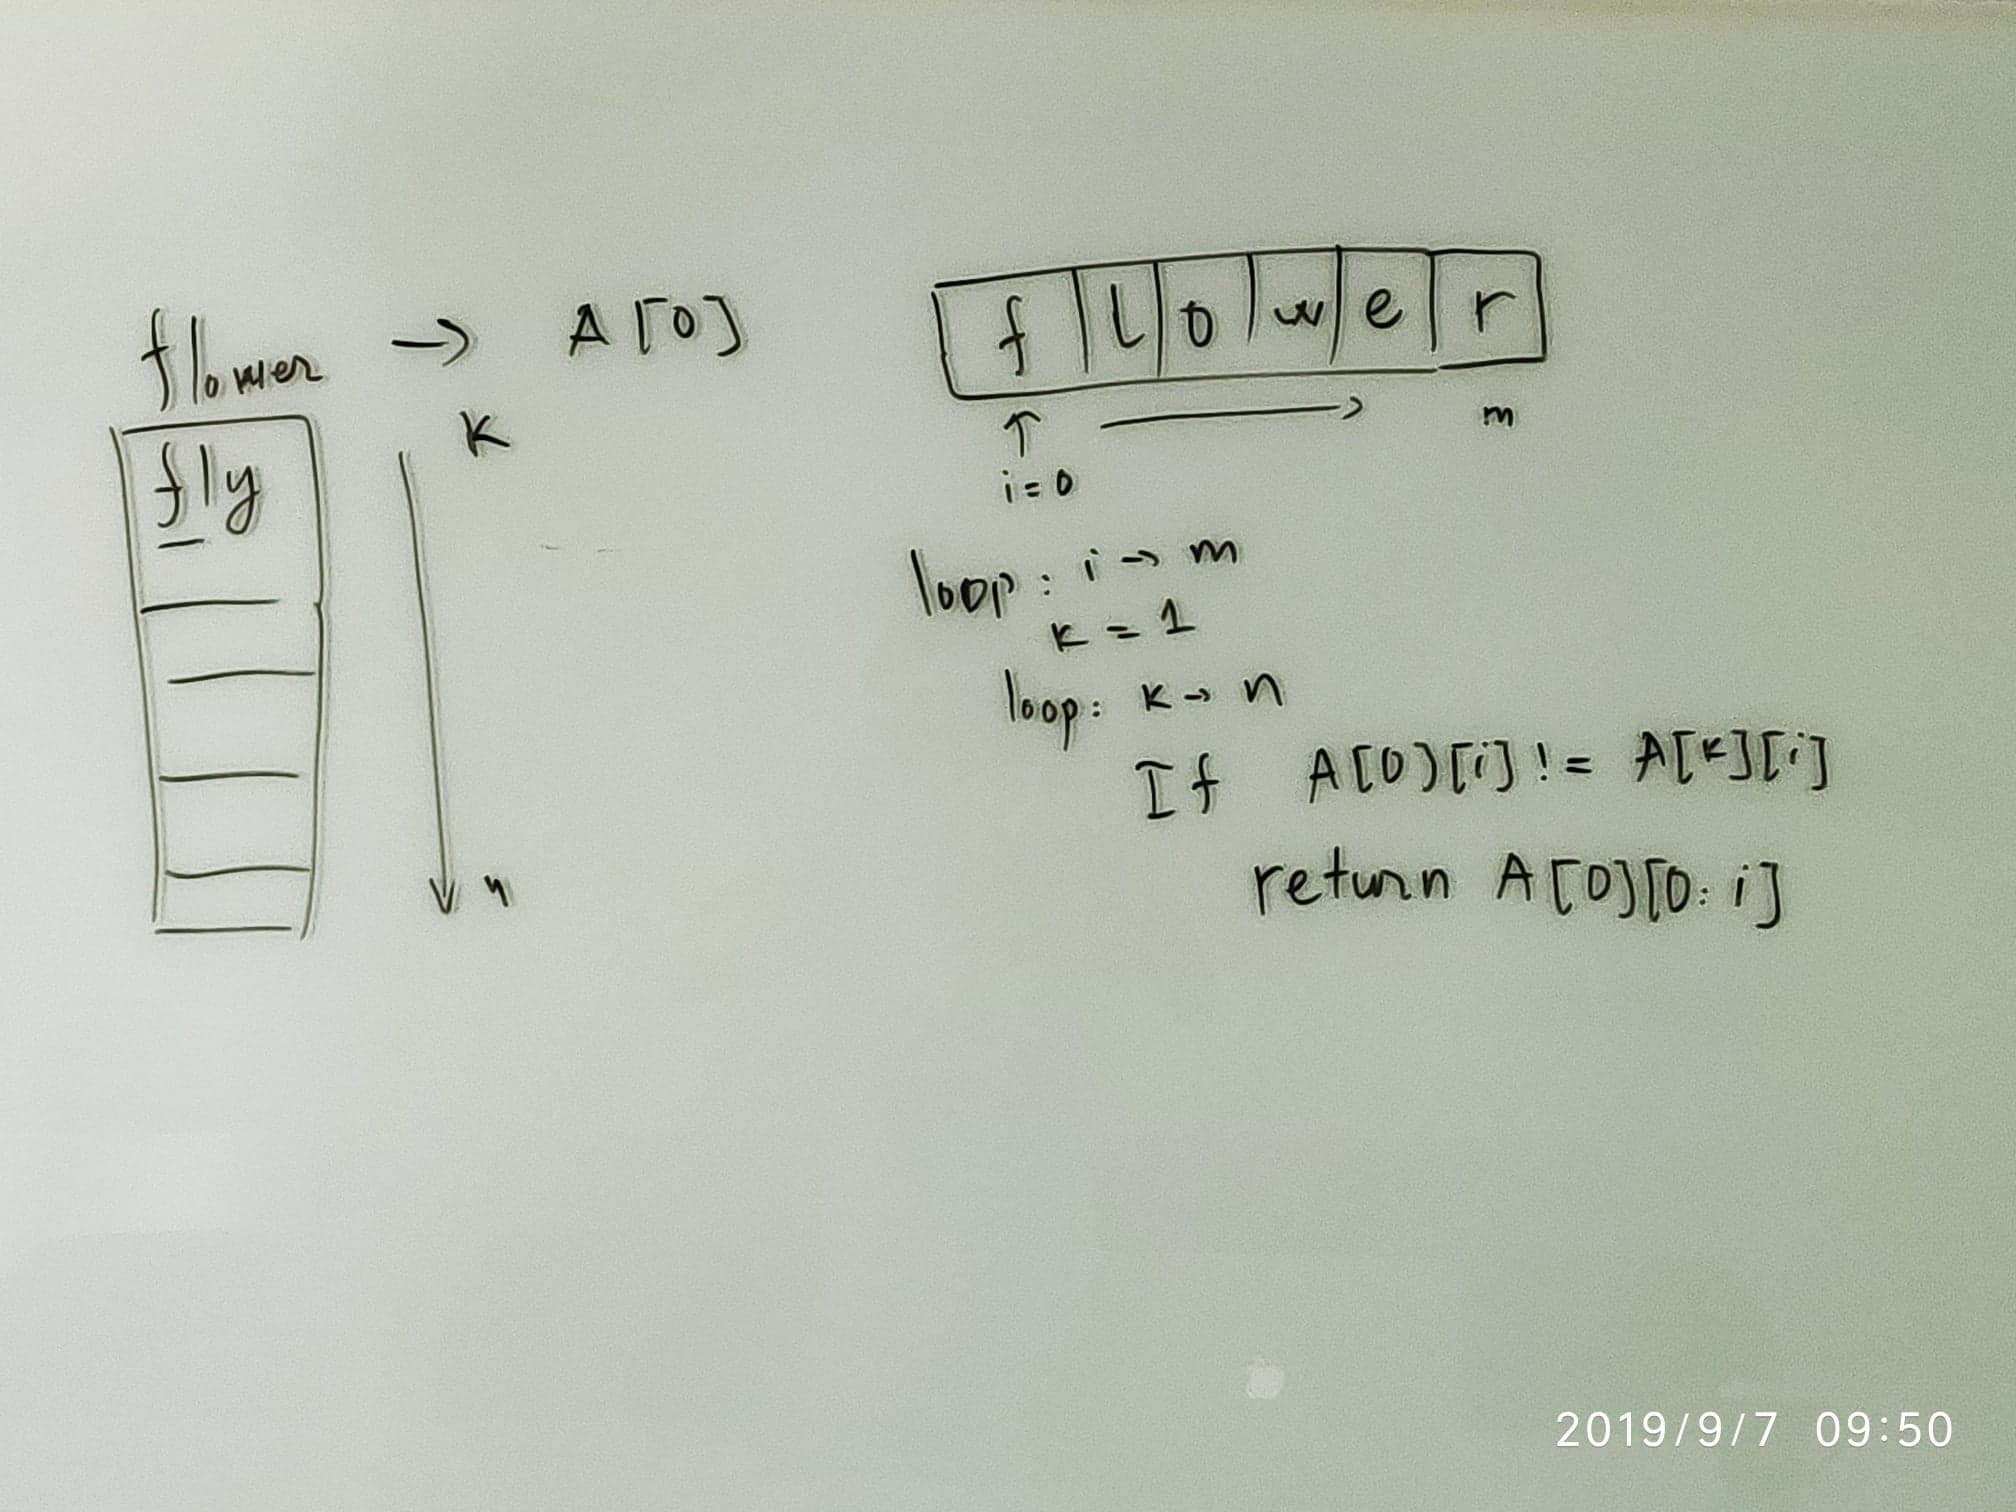 flower → A[0]
K
fly
n
f l o w e r
↑ → m
i = 0
loop : i → m
K = 1
loop : K → n
If A[0][i] != A[K][i]
return A[0][0:i]
2019/9/7 09:50